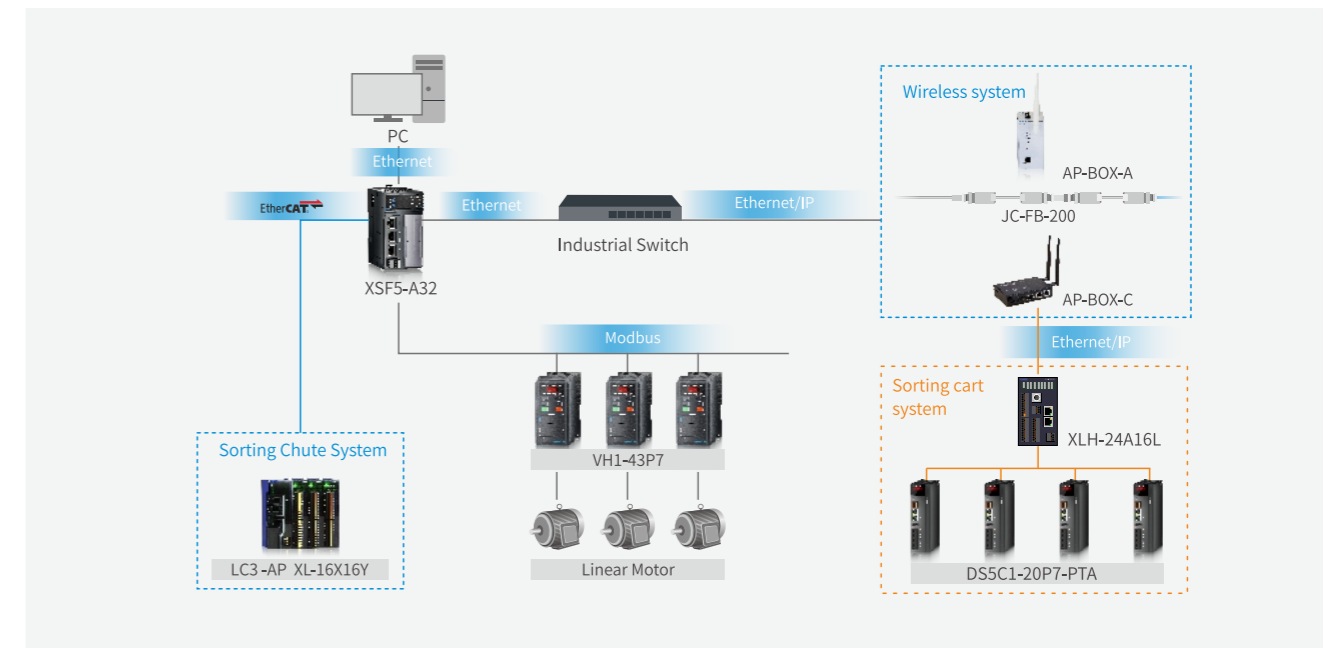 PC
Ethernet
EtherCAT
Ethernet
Ethernet/IP
Industrial Switch
XSF5-A32
Wireless system
AP-BOX-A
JC-FB-200
AP-BOX-C
Ethernet/IP
Modbus
VH1-43P7
Linear Motor
Sorting Chute System
LC3 -AP XL-16X16Y
Sorting cart
system
XLH-24A16L
DS5C1-20P7-PTA